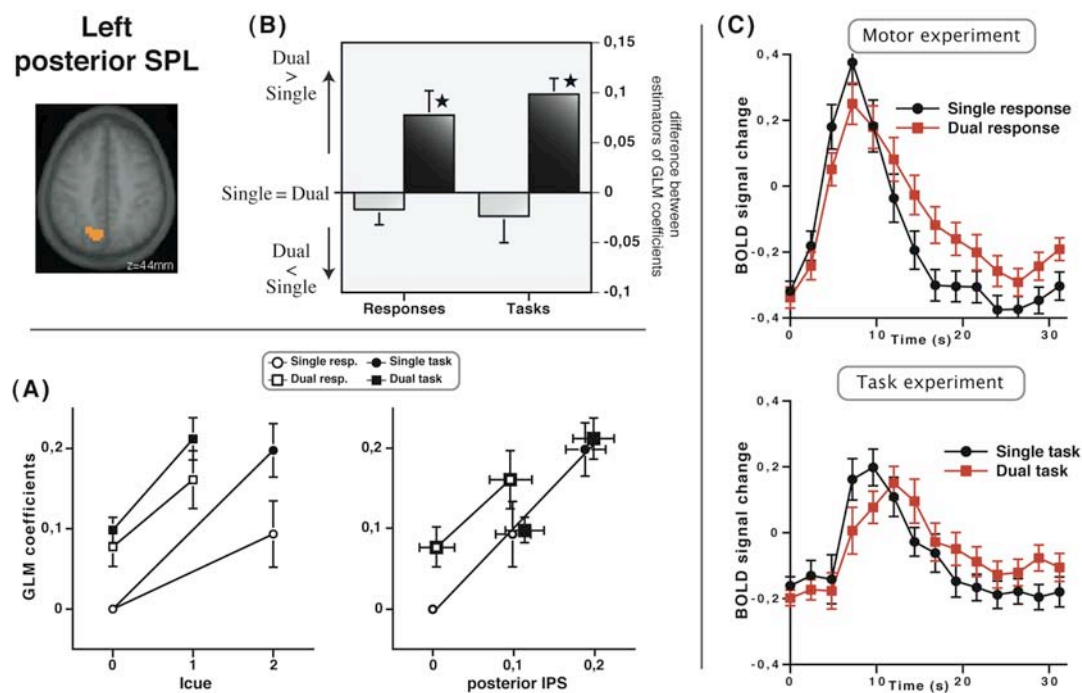 Left
posterior SPL
z=44mm
(B)
Dual
>
Single
Single = Dual
Dual
<
Single
0,15
0,1
0,05
0
-0,05
-0,1
difference between
estimators of GLM
coefficients
Responses
Tasks
(A)
Single resp.
Single task
Dual resp.
Dual task
GLM coefficients
0,2
0,1
0
0
1
2
Icue
0,2
0,1
0
0
0,1
0,2
posterior IPS
(C)
Motor experiment
BOLD signal change
0,4
0,2
0
-0,2
-0,4
Single response
Dual response
0
10
20
30
Time (s)
Task experiment
BOLD signal change
0,4
0,2
0
-0,2
-0,4
Single task
Dual task
0
10
20
30
Time (s)